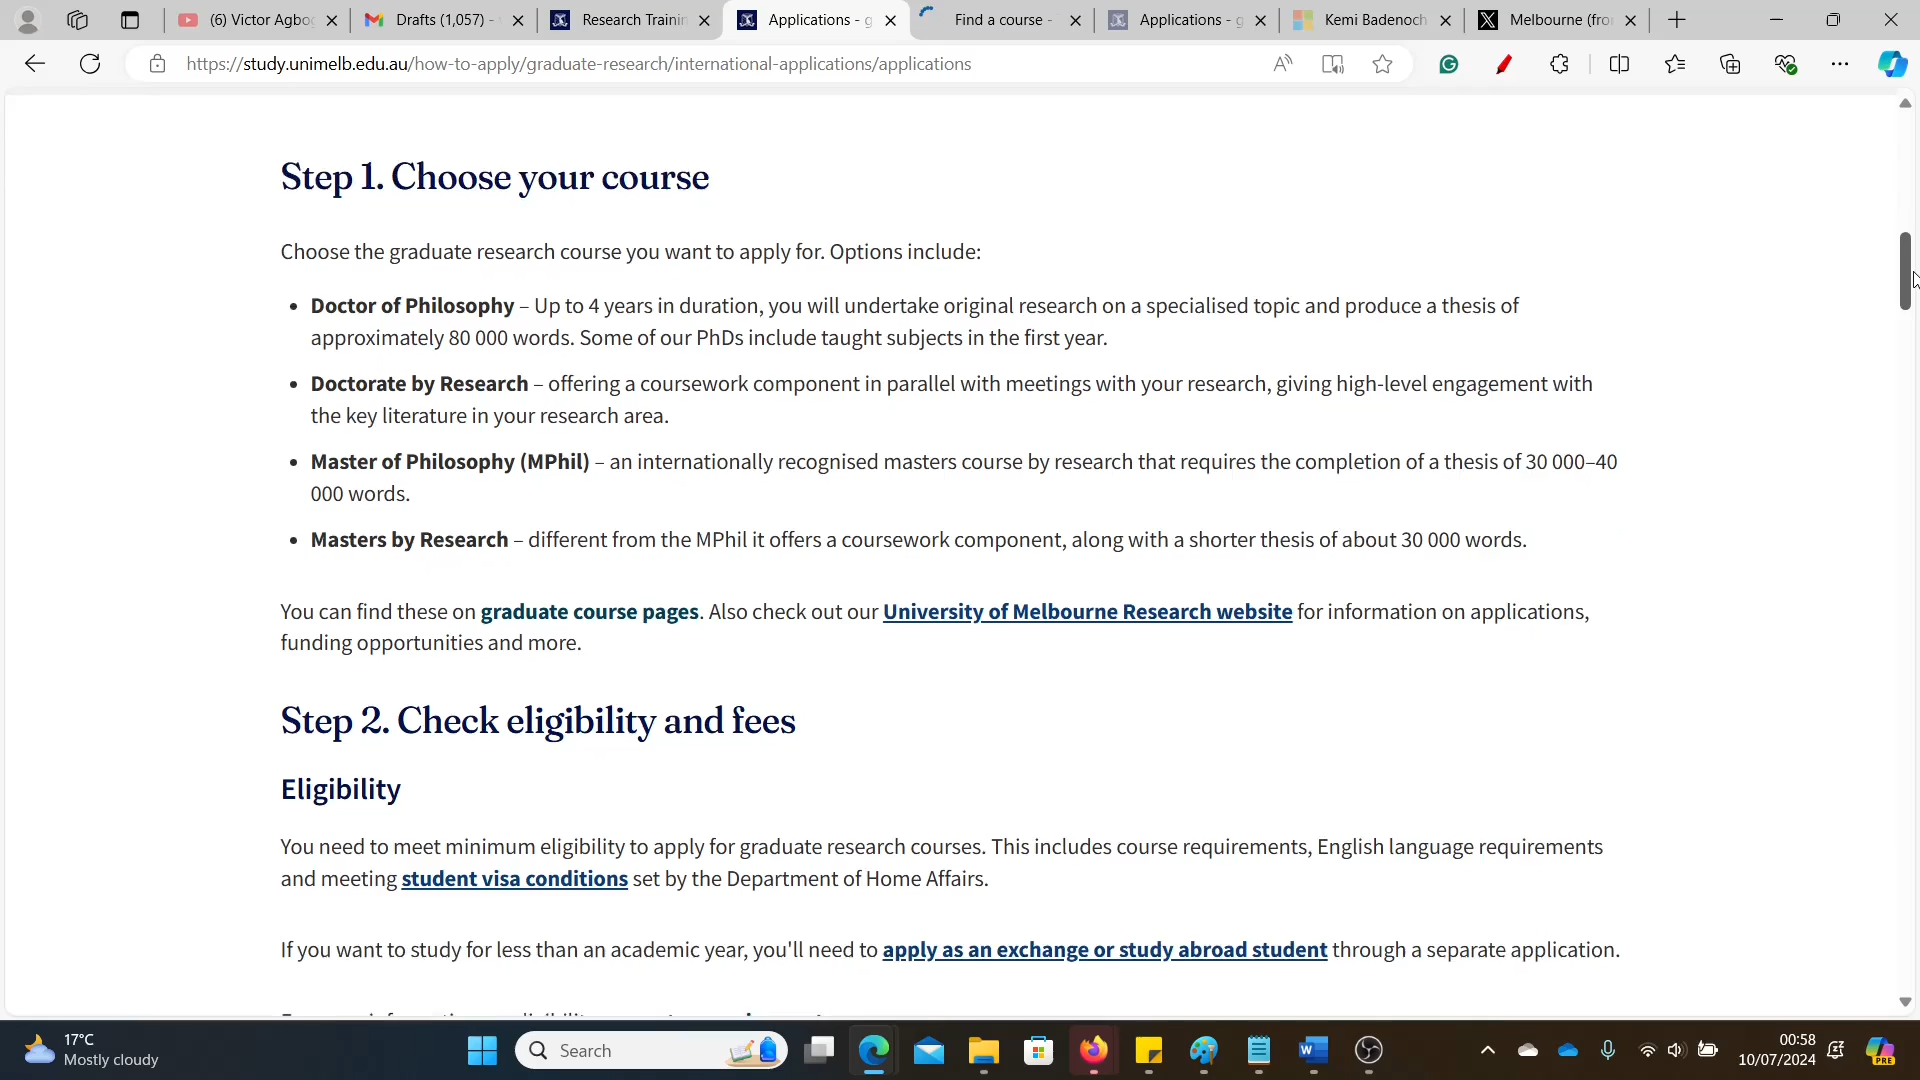 (6) Victor Agbo
Drafts (1,057) -
Research Trainin
Applications - g
Find a course -
Applications - g
Kemi Badenoch
Melbourne (fro
https://study.unimelb.edu.au/how-to-apply/graduate-research/international-applications/applications
Step 1. Choose your course
Choose the graduate research course you want to apply for. Options include:
• Doctor of Philosophy – Up to 4 years in duration, you will undertake original research on a specialised topic and produce a thesis of
approximately 80 000 words. Some of our PhDs include taught subjects in the first year.
• Doctorate by Research – offering a coursework component in parallel with meetings with your research, giving high-level engagement with
the key literature in your research area.
• Master of Philosophy (MPhil) – an internationally recognised masters course by research that requires the completion of a thesis of 30 000–40
000 words.
• Masters by Research – different from the MPhil it offers a coursework component, along with a shorter thesis of about 30 000 words.
You can find these on graduate course pages. Also check out our University of Melbourne Research website for information on applications,
funding opportunities and more.
Step 2. Check eligibility and fees
Eligibility
You need to meet minimum eligibility to apply for graduate research courses. This includes course requirements, English language requirements
and meeting student visa conditions set by the Department of Home Affairs.
If you want to study for less than an academic year, you'll need to apply as an exchange or study abroad student through a separate application.
17°C
Mostly cloudy
Search
00:58
10/07/2024
PRE